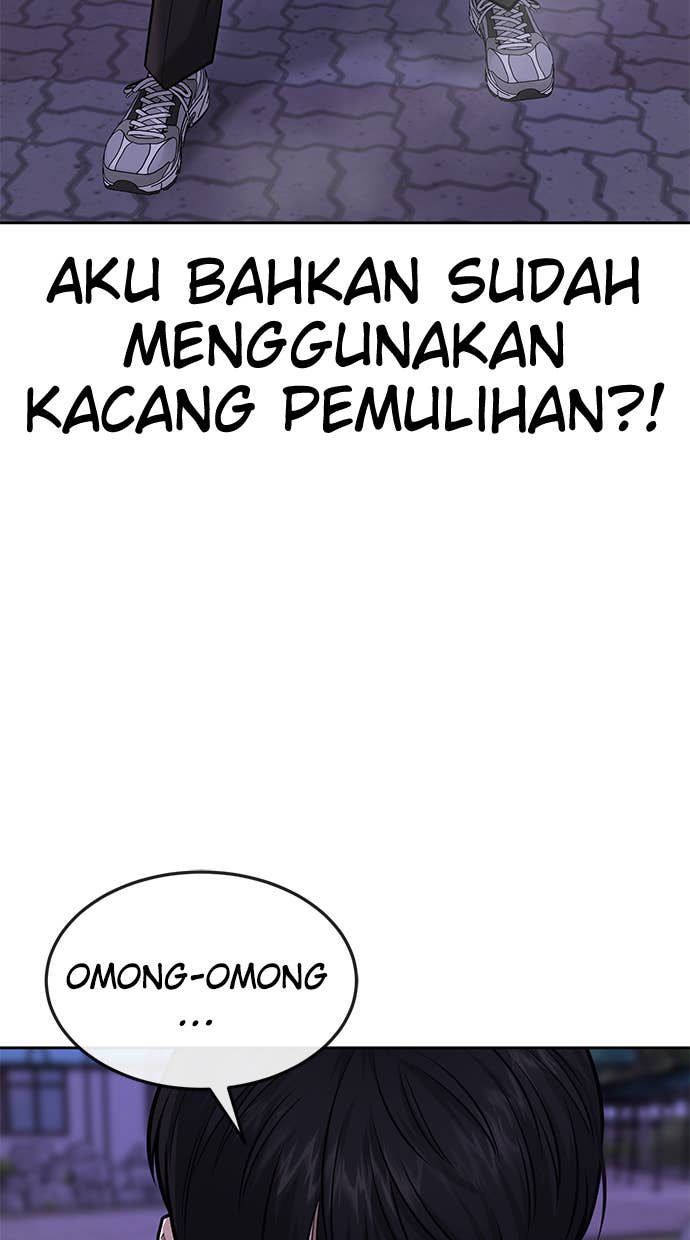 AKU BAHKAN SUDAH
MENGGUNAKAN
KACANG PEMULIHAN?!
OMONG-OMONG
...